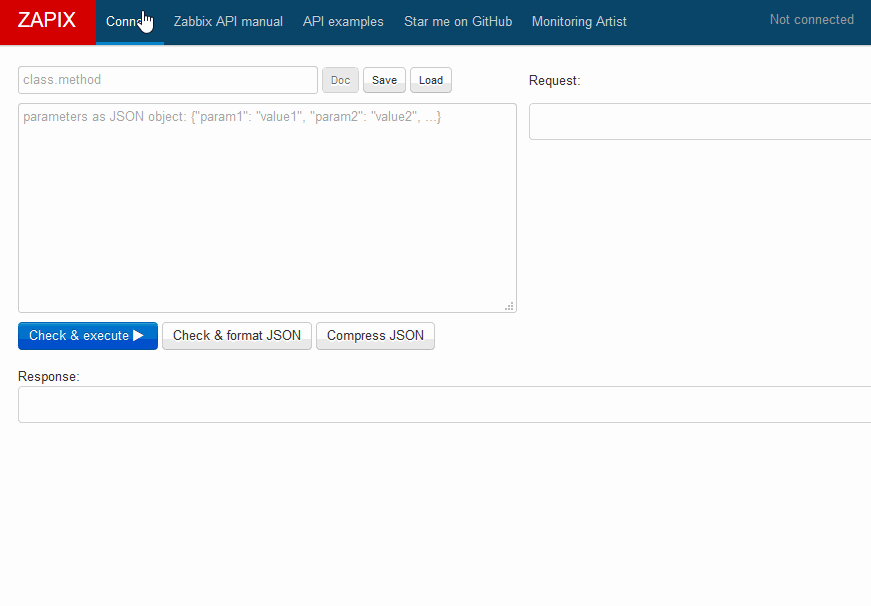 ZAPIX Conn Zabbix API manual API examples Star me on GitHub Monitoring Artist Not connected
class.method Doc Save Load Request:
parameters as JSON object: {"param1": "value1", "param2": "value2", ...}
Check & execute ▶ Check & format JSON Compress JSON
Response: